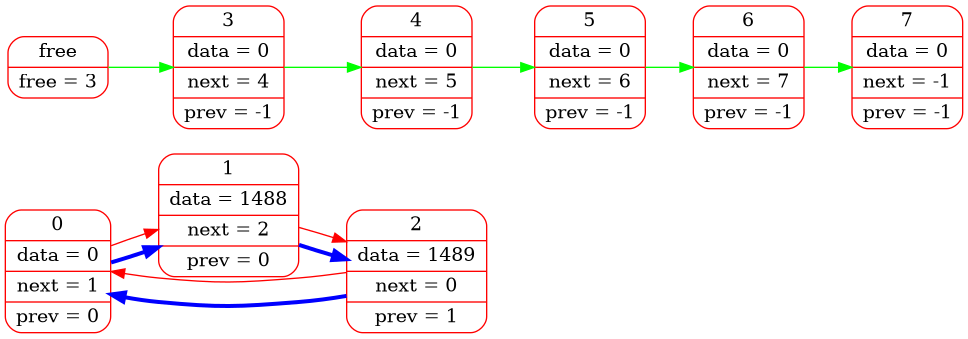 free
free = 3
3
data = 0
next = 4
prev = -1
4
data = 0
next = 5
prev = -1
5
data = 0
next = 6
prev = -1
6
data = 0
next = 7
prev = -1
7
data = 0
next = -1
prev = -1
0
data = 0
next = 1
prev = 0
1
data = 1488
next = 2
prev = 0
2
data = 1489
next = 0
prev = 1